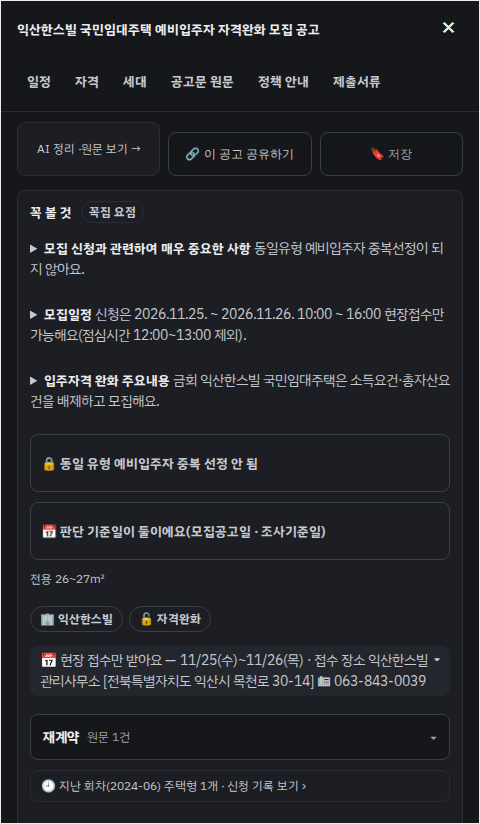 익산한스빌 국민임대주택 예비입주자 자격완화 모집 공고 ✕
일정 자격 세대 공고문 원문 정책 안내 제출서류
AI 정리 ·원문 보기 →
🔗 이 공고 공유하기
🔖 저장
꼭 볼 것 꼭집 요점
▶ 모집 신청과 관련하여 매우 중요한 사항 동일유형 예비입주자 중복선정이 되
지 않아요.
▶ 모집일정 신청은 2026.11.25. ~ 2026.11.26. 10:00 ~ 16:00 현장접수만
가능해요(점심시간 12:00~13:00 제외).
▶ 입주자격 완화 주요내용 금회 익산한스빌 국민임대주택은 소득요건·총자산요
건을 배제하고 모집해요.
🔒 동일 유형 예비입주자 중복 선정 안 됨
📅 판단 기준일이 둘이에요(모집공고일 · 조사기준일)
전용 26~27m²
🏢 익산한스빌 🔓 자격완화
📅 현장 접수만 받아요 — 11/25(수)~11/26(목) · 접수 장소 익산한스빌
관리사무소 [전북특별자치도 익산시 목천로 30-14] 📠 063-843-0039
재계약 원문 1건
🕘 지난 회차(2024-06) 주택형 1개 · 신청 기록 보기 ›